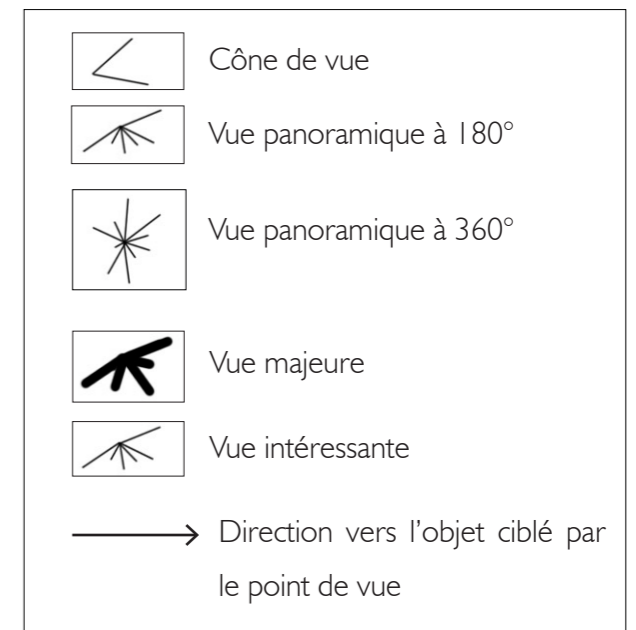 Cône de vue
Vue panoramique à 180°
Vue panoramique à 360°
Vue majeure
Vue intéressante
Direction vers l'objet ciblé par
le point de vue